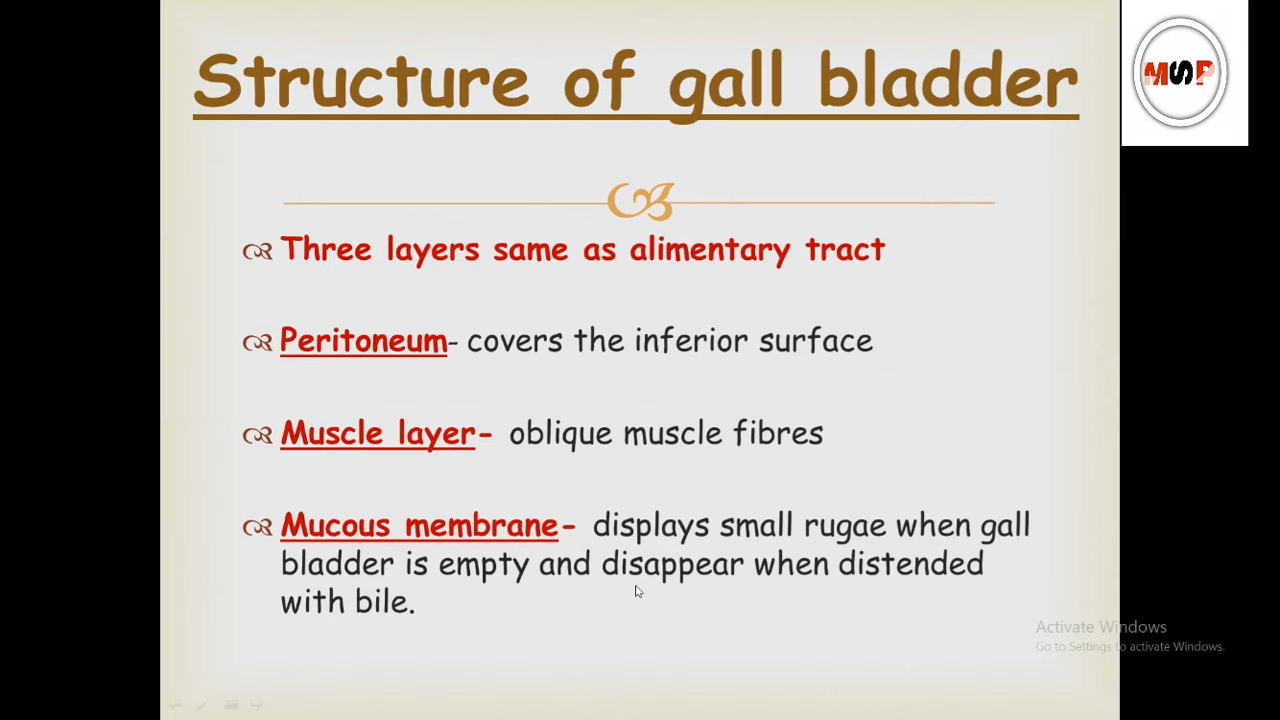 Structure of gall bladder
MSP
Three layers same as alimentary tract
Peritoneum- covers the inferior surface
Muscle layer- oblique muscle fibres
Mucous membrane- displays small rugae when gall
bladder is empty and disappear when distended
with bile.
Activate Windows
Go to Settings to activate Windows.